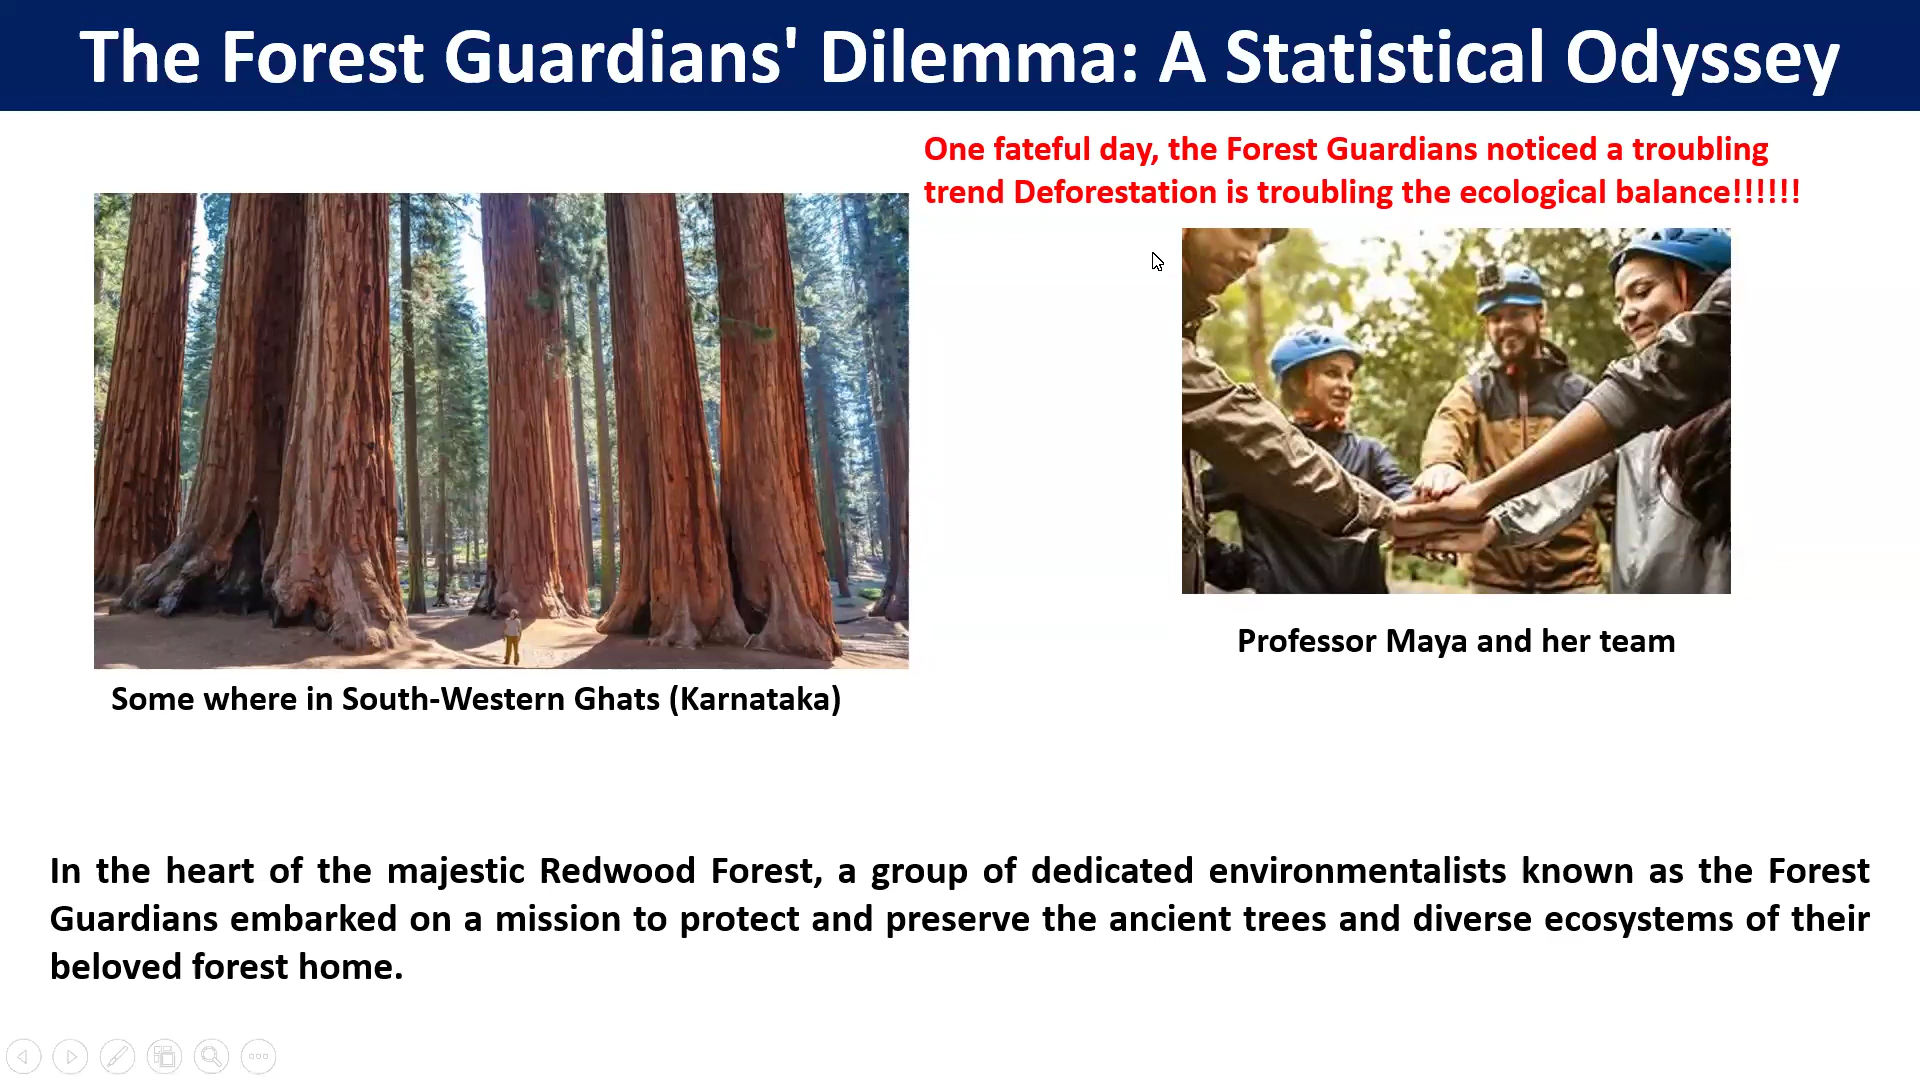 The Forest Guardians' Dilemma: A Statistical Odyssey
One fateful day, the Forest Guardians noticed a troubling
trend Deforestation is troubling the ecological balance!!!!!!
Professor Maya and her team
Some where in South-Western Ghats (Karnataka)
In the heart of the majestic Redwood Forest, a group of dedicated environmentalists known as the Forest
Guardians embarked on a mission to protect and preserve the ancient trees and diverse ecosystems of their
beloved forest home.